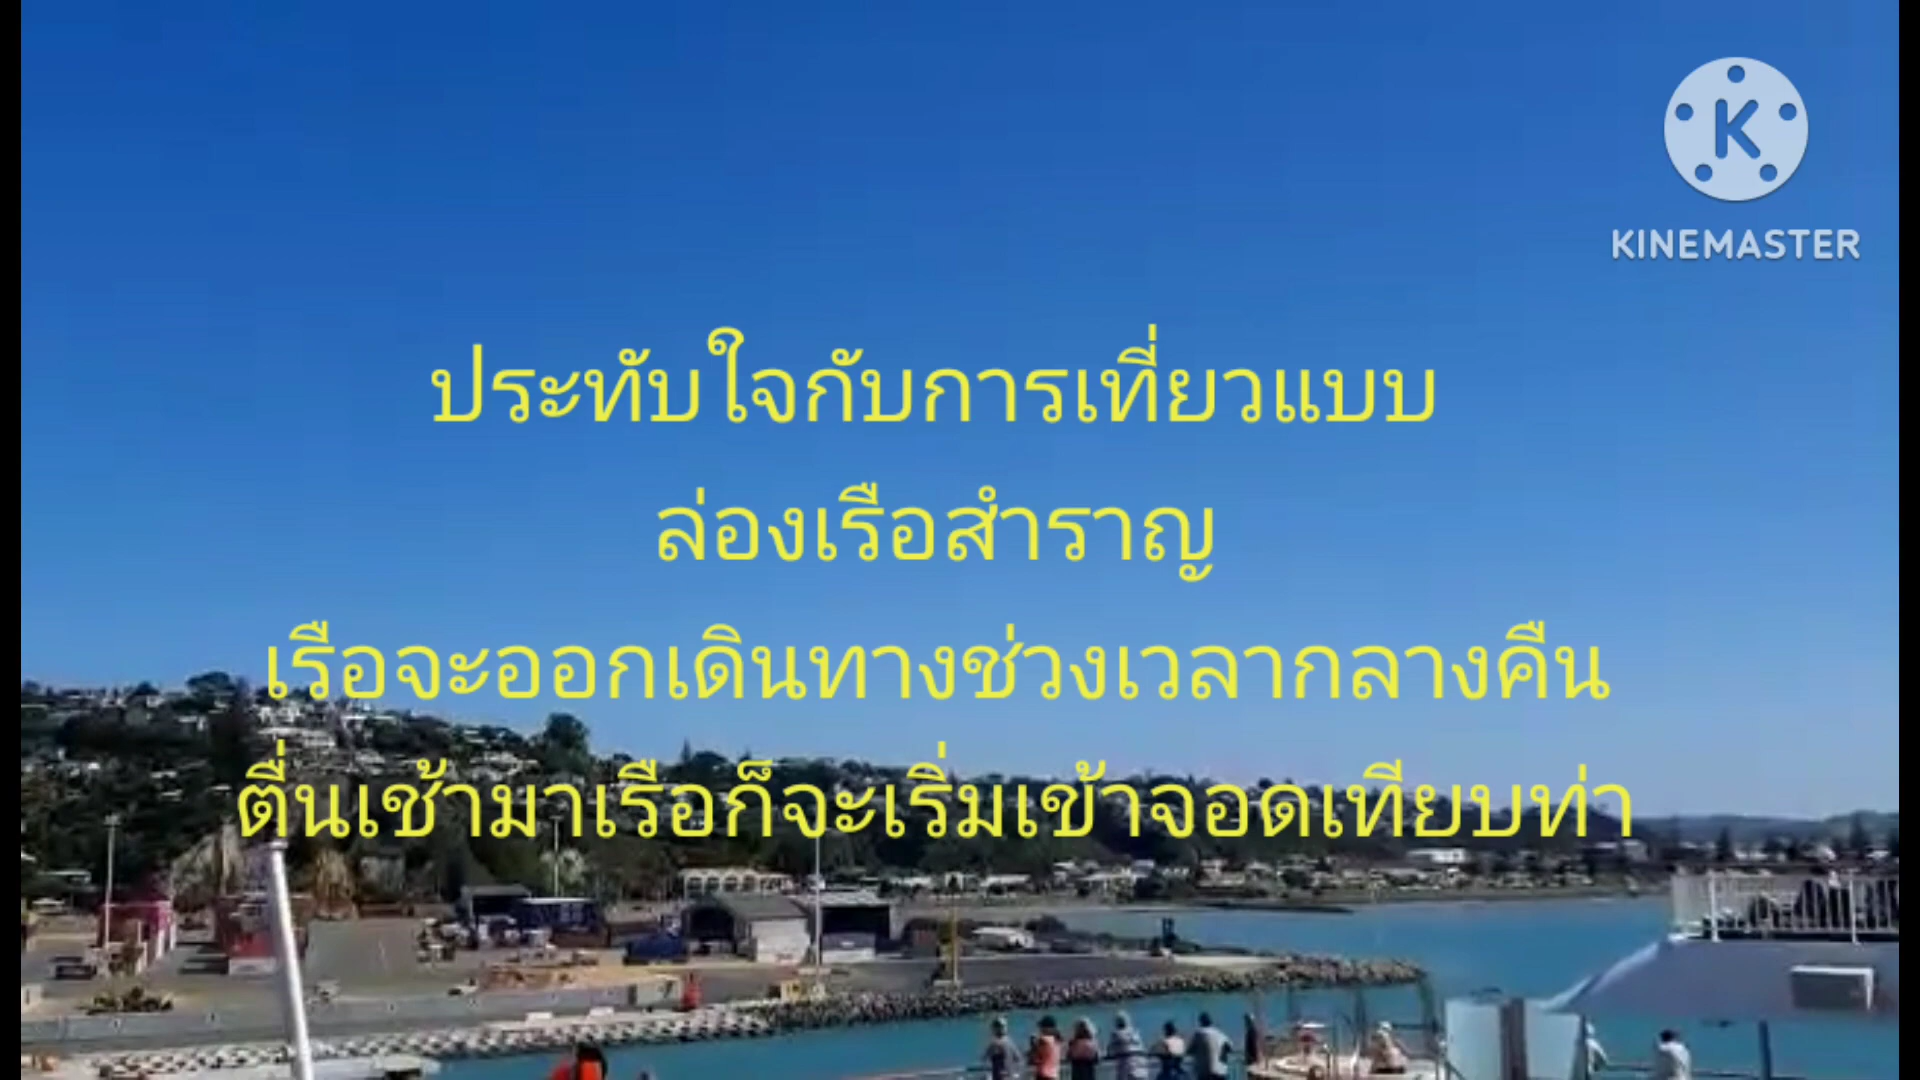 KINEMASTER
ประทับใจกับการเที่ยวแบบ
ล่องเรือสำราญ
เรือจะออกเดินทางช่วงเวลากลางคืน
ตื่นเช้ามาเรือก็จะเริ่มเข้าจอดเทียบท่า